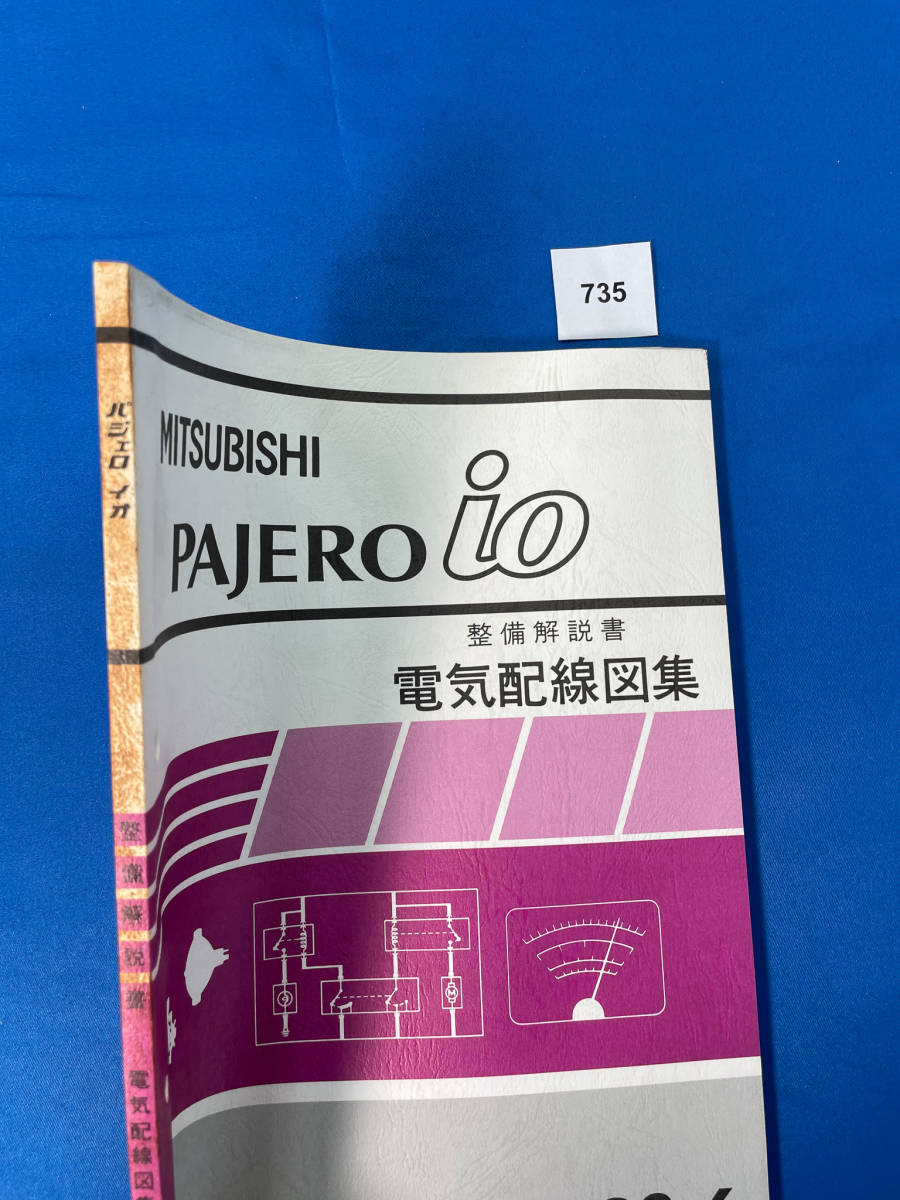 735
MITSUBISHI
PAJERO io
整備解説書
電気配線図集
パジェロ イオ
整備解説書
電気配線図集
M